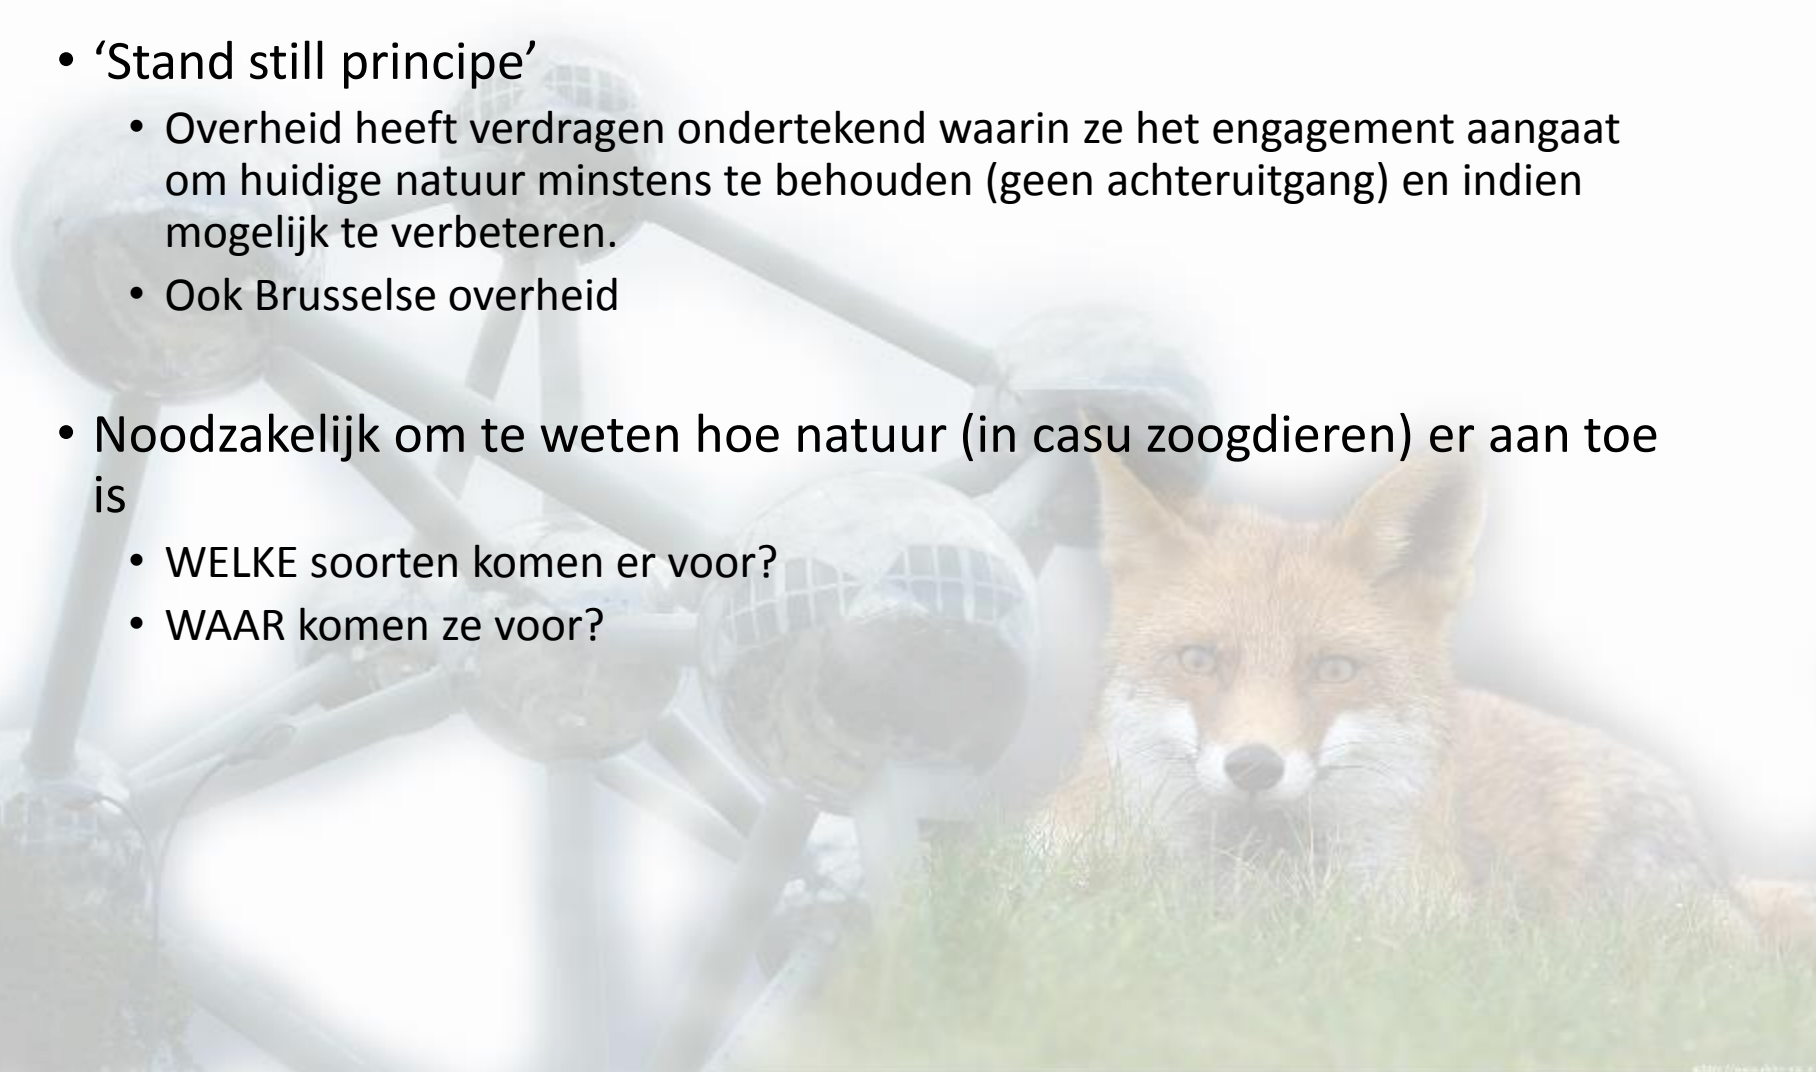 • ‘Stand still principe’
• Overheid heeft verdragen ondertekend waarin ze het engagement aangaat
om huidige natuur minstens te behouden (geen achteruitgang) en indien
mogelijk te verbeteren.
• Ook Brusselse overheid
• Noodzakelijk om te weten hoe natuur (in casu zoogdieren) er aan toe
is
• WELKE soorten komen er voor?
• WAAR komen ze voor?